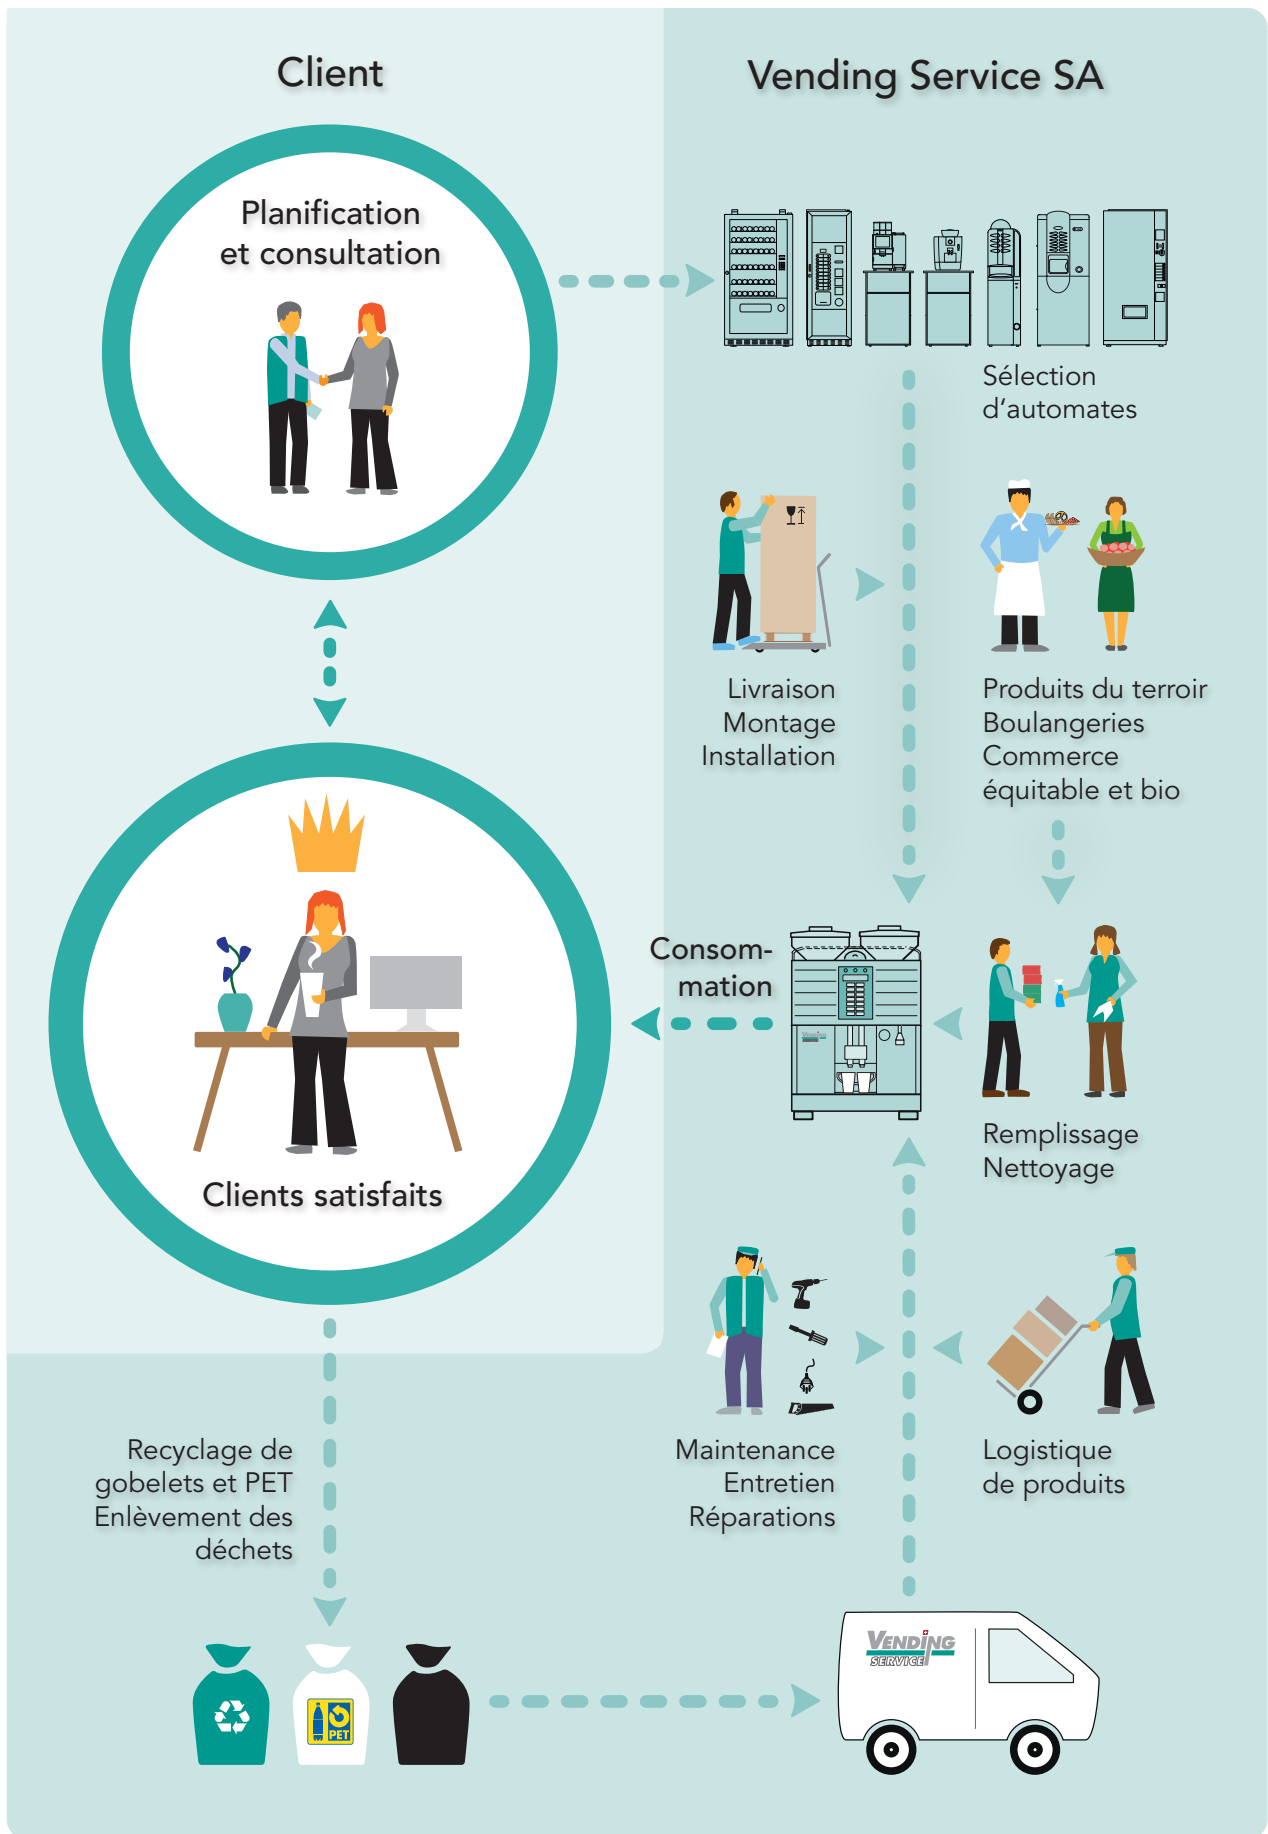 Client
Vending Service SA
Planification
et consultation
Sélection
d‘automates
Livraison
Montage
Installation
Produits du terroir
Boulangeries
Commerce
équitable et bio
Consom-
mation
Clients satisfaits
Remplissage
Nettoyage
Maintenance
Entretien
Réparations
Logistique
de produits
Recyclage de
gobelets et PET
Enlèvement des
déchets
PET
VENDING
SERVICE